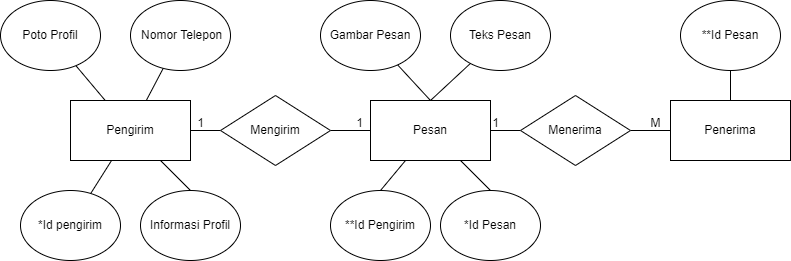 Poto Profil
Nomor Telepon
Gambar Pesan
Teks Pesan
**Id Pesan
Pengirim
1
Mengirim
1
Pesan
1
Menerima
M
Penerima
*Id pengirim
Informasi Profil
**Id Pengirim
*Id Pesan